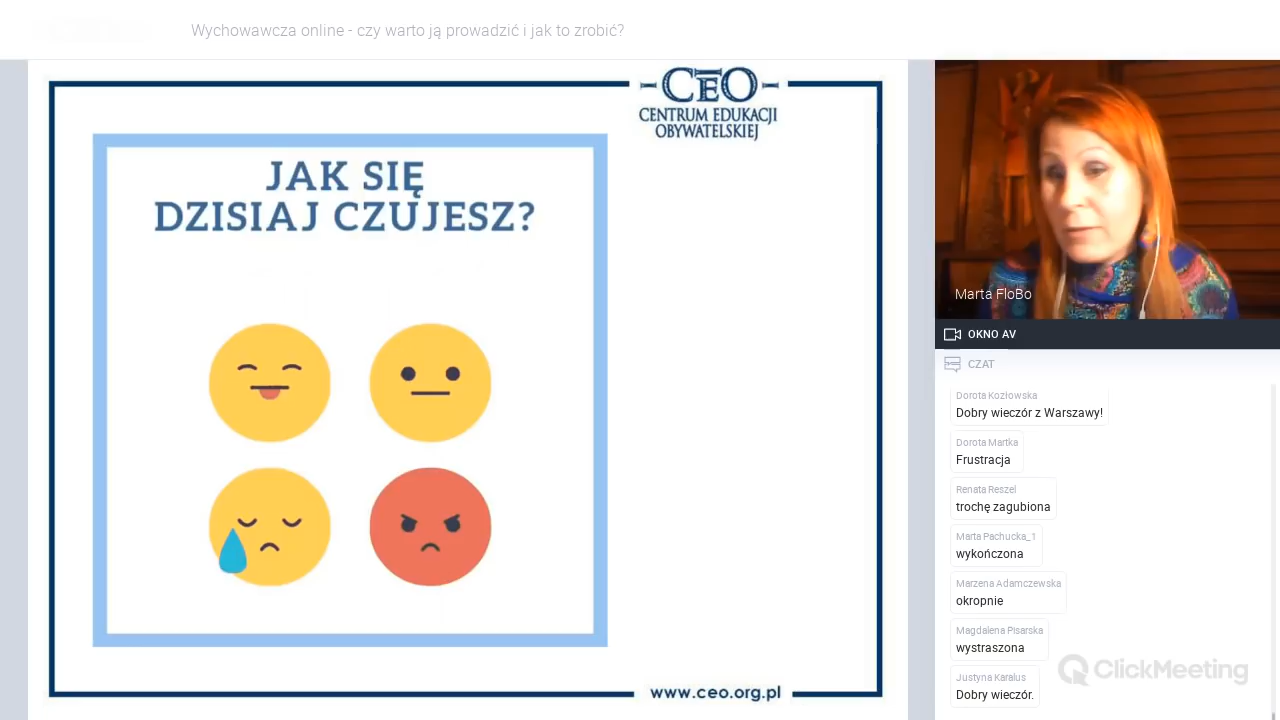 Wychowawcza online - czy warto ją prowadzić i jak to zrobić?
CEO
CENTRUM EDUKACJI
OBYWATELSKIEJ
JAK SIĘ
DZISIAJ CZUJESZ?
www.ceo.org.pl
Marta FloBo
OKNO AV
CZAT
Dorota Kozłowska
Dobry wieczór z Warszawy!
Dorota Martka
Frustracja
Renata Reszel
trochę zagubiona
Marta Pachucka_1
wykończona
Marzena Adamczewska
okropnie
Magdalena Pisarska
wystraszona
Justyna Karalus
Dobry wieczór.
ClickMeeting